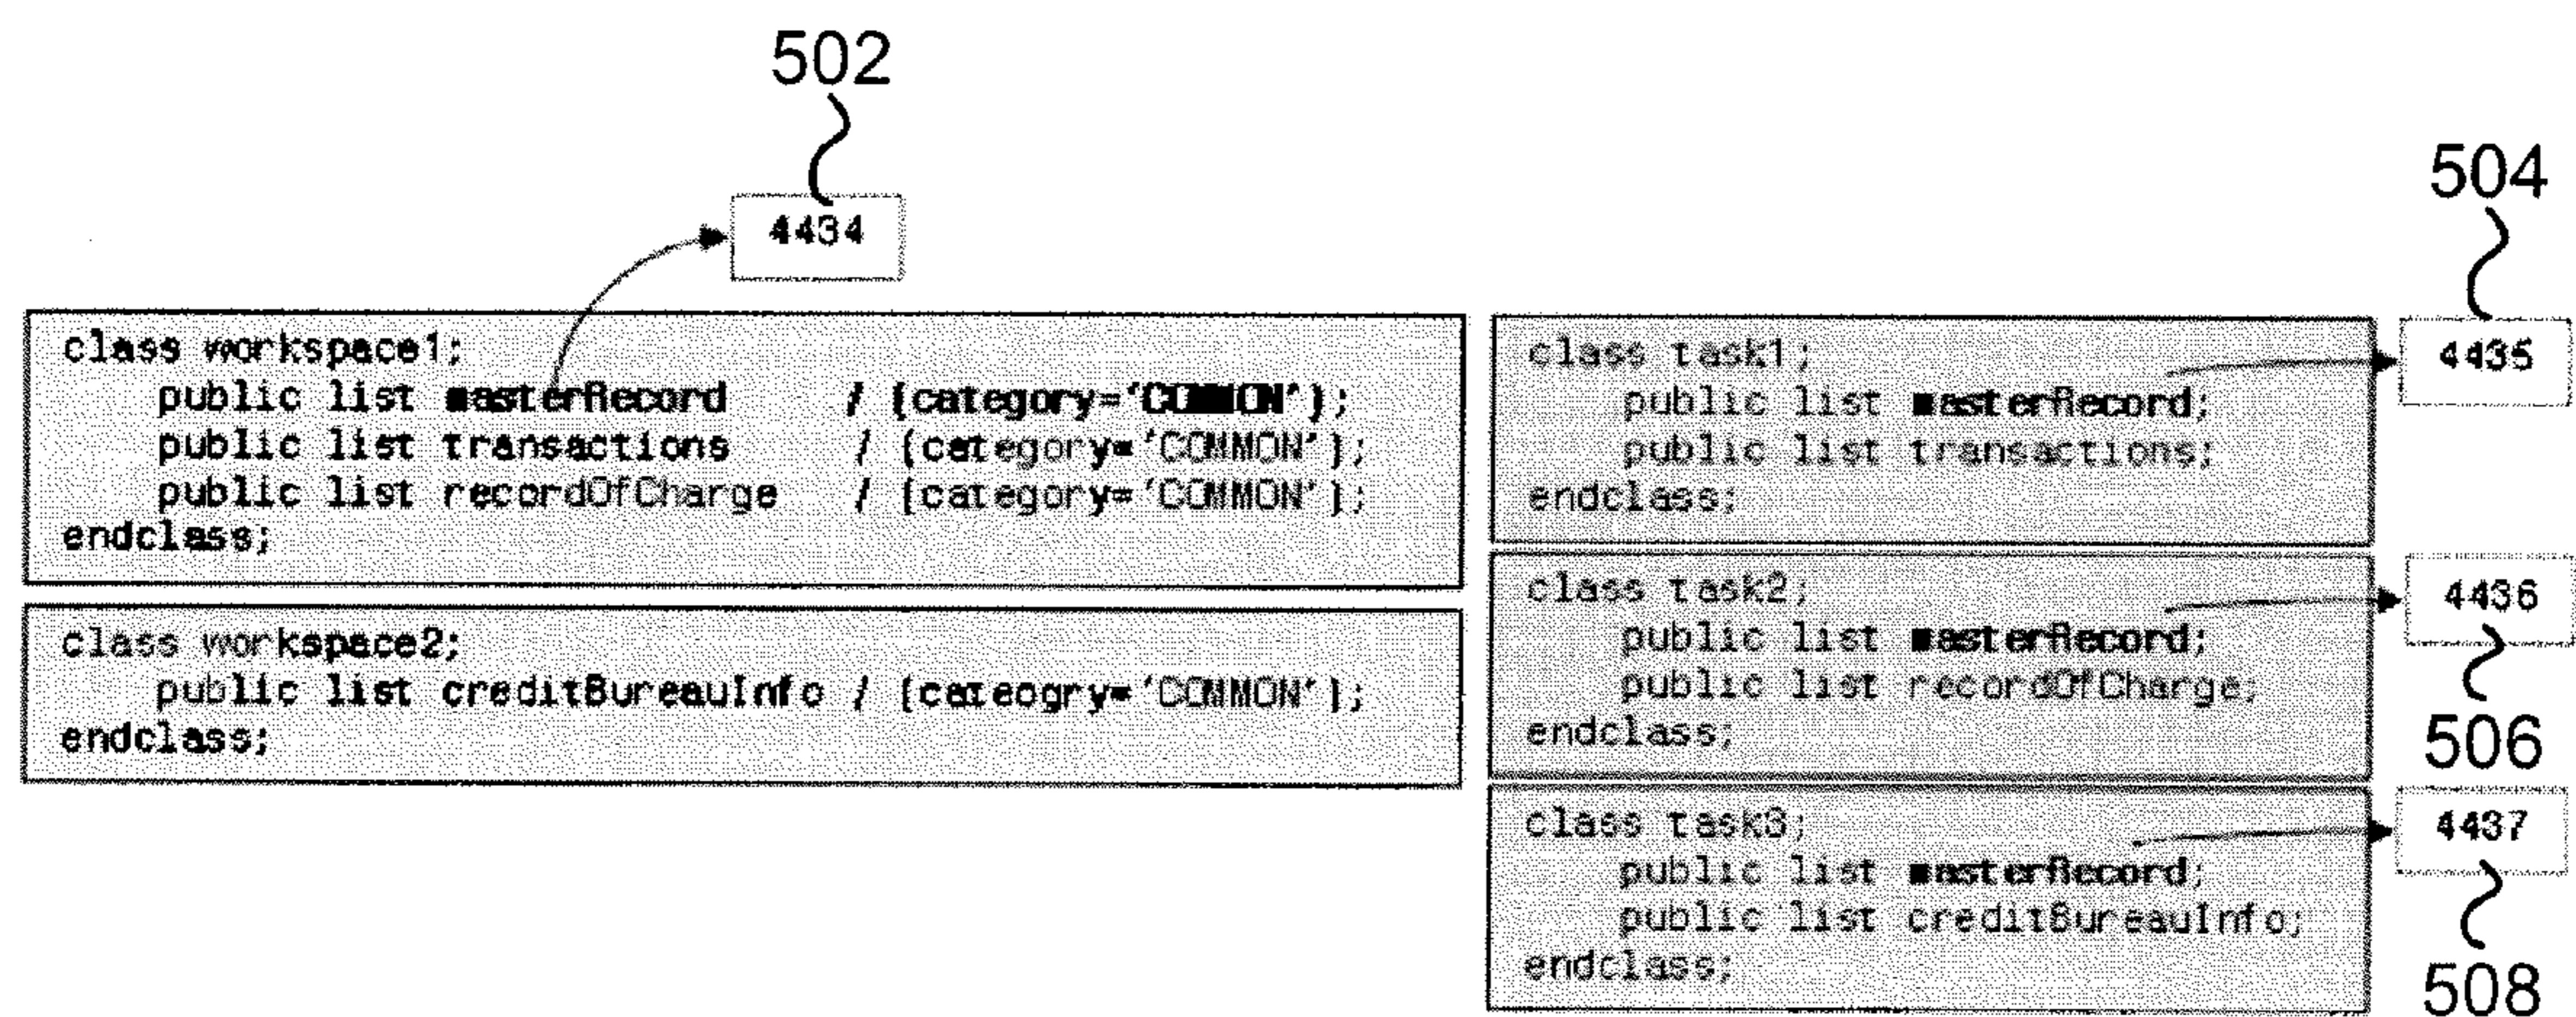 502
4434
504
4435
class workspace1;
public list masterRecord / {category='COMMON'};
public list transactions / {category='COMMON'};
public list recordOfCharge / {category='COMMON'};
endclass;
class workspace2;
public list creditBureauInfo / {cateogry='COMMON'};
endclass;
class task1;
public list masterRecord;
public list transactions;
endclass;
class task2;
public list masterRecord;
public list recordOfCharge;
endclass;
4436
506
class task3;
public list masterRecord;
public list creditBureauInfo;
endclass;
4437
508